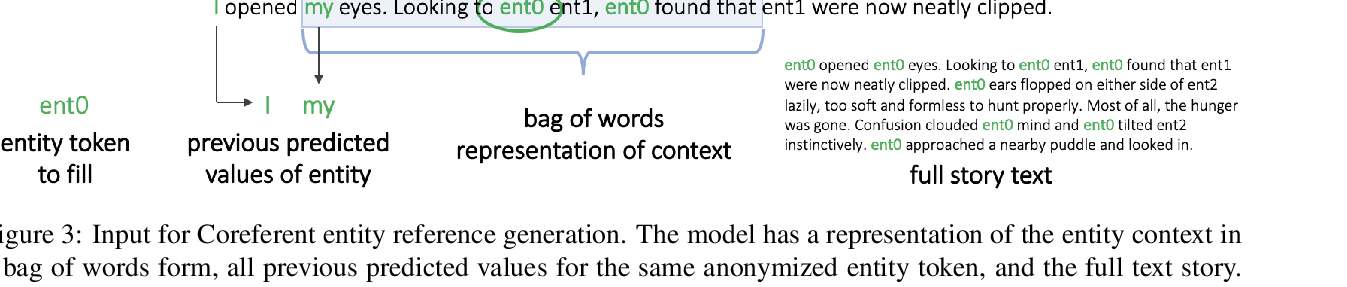 I opened my eyes. Looking to ent0 ent1, ent0 found that ent1 were now neatly clipped.
ent0
entity token
to fill
I my
previous predicted
values of entity
bag of words
representation of context
ent0 opened ent0 eyes. Looking to ent0 ent1, ent0 found that ent1
were now neatly clipped. ent0 ears flopped on either side of ent2
lazily, too soft and formless to hunt properly. Most of all, the hunger
was gone. Confusion clouded ent0 mind and ent0 tilted ent2
instinctively. ent0 approached a nearby puddle and looked in.
full story text
igure 3: Input for Coreferent entity reference generation. The model has a representation of the entity context in
bag of words form, all previous predicted values for the same anonymized entity token, and the full text story.